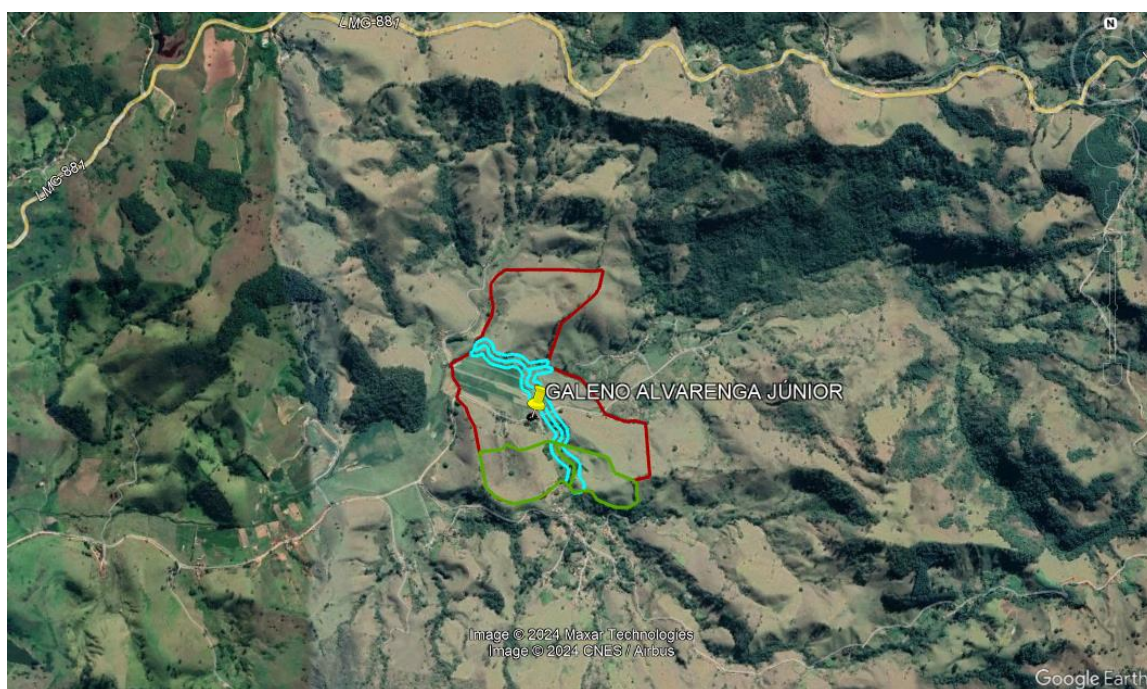 LMG-881
N
LMG-881
GALENO ALVARENGA JÚNIOR
Image © 2024 Maxar Technologies
Image © 2024 CNES / Airbus
Google Earth